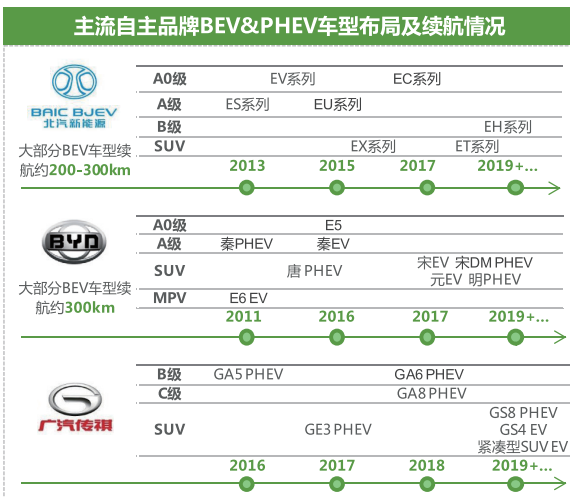 主流自主品牌BEV&PHEV车型布局及续航情况
BAIC BJEV
北汽新能源
大部分BEV车型续
航约200-300km
A0级 EV系列 EC系列
A级 ES系列 EU系列
B级 EH系列
SUV EX系列 ET系列
2013 2015 2017 2019+...
BYD
大部分BEV车型续
航约300km
A0级 E5
A级 秦PHEV 秦EV
SUV 唐 PHEV 宋EV 宋DM PHEV
元EV 明PHEV
MPV E6 EV
2011 2016 2017 2019+...
广汽传祺
B级 GA5 PHEV GA6 PHEV
C级 GA8 PHEV
SUV GE3 PHEV GS8 PHEV
GS4 EV
紧凑型SUV EV
2016 2017 2018 2019+...